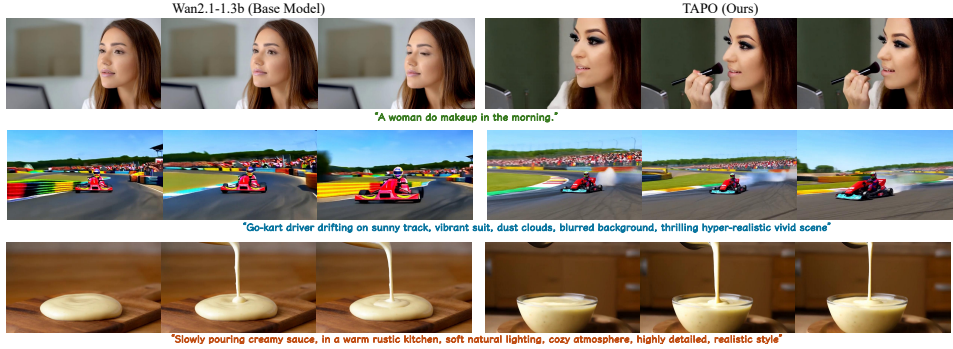 Wan2.1-1.3b (Base Model)
TAPO (Ours)
"A woman do makeup in the morning."
"Go-kart driver drifting on sunny track, vibrant suit, dust clouds, blurred background, thrilling hyper-realistic vivid scene"
"Slowly pouring creamy sauce, in a warm rustic kitchen, soft natural lighting, cozy atmosphere, highly detailed, realistic style"